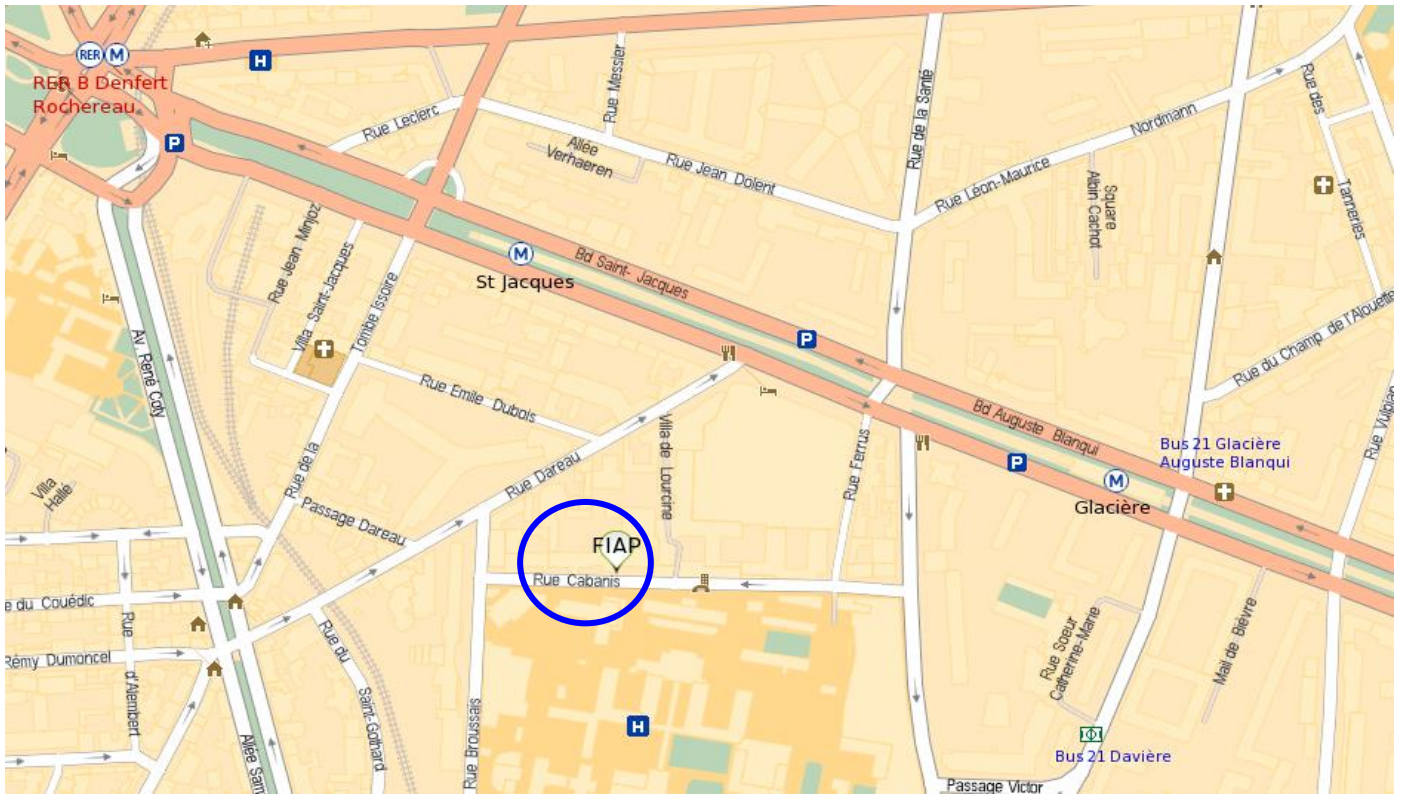 RER
M
RER B Denfert
Rochereau
H
P
Rue Leclerc
Rue Messier
Allée
Verhaeren
Rue Jean Dolent
Rue de la Santé
Rue Léon-Maurice
Nordmann
Square
Albin Cachot
Rue des
Tanneries
Rue Jean Minjoz
Villa Saint-Jacques
Tombe Issoire
M
St Jacques
Bd Saint- Jacques
P
Rue du Champ de l'Alouette
Av. René Coty
Rue Emile Dubois
Villa de Lourcine
Rue Ferrus
Bd Auguste Blanqui
P
Bus 21 Glacière
Auguste Blanqui
M
Glacière
Rue Vulpian
Villa
Hallé
Rue de la
Passage Dareau
Rue Dareau
FIAP
Rue Cabanis
e du Couédic
Rue
d'Alembert
Rémy Dumoncel
Rue du
Saint-Gothard
Allée Sam
Rue Broussais
H
Rue Soeur
Catherine-Marie
Mail de Bièvre
Bus 21 Davière
Passage Victor